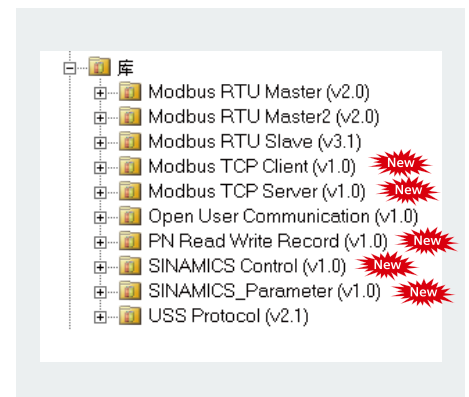 库
Modbus RTU Master (v2.0)
Modbus RTU Master2 (v2.0)
Modbus RTU Slave (v3.1)
Modbus TCP Client (v1.0) New
Modbus TCP Server (v1.0) New
Open User Communication (v1.0)
PN Read Write Record (v1.0) New
SINAMICS Control (v1.0) New
SINAMICS_Parameter (v1.0) New
USS Protocol (v2.1)